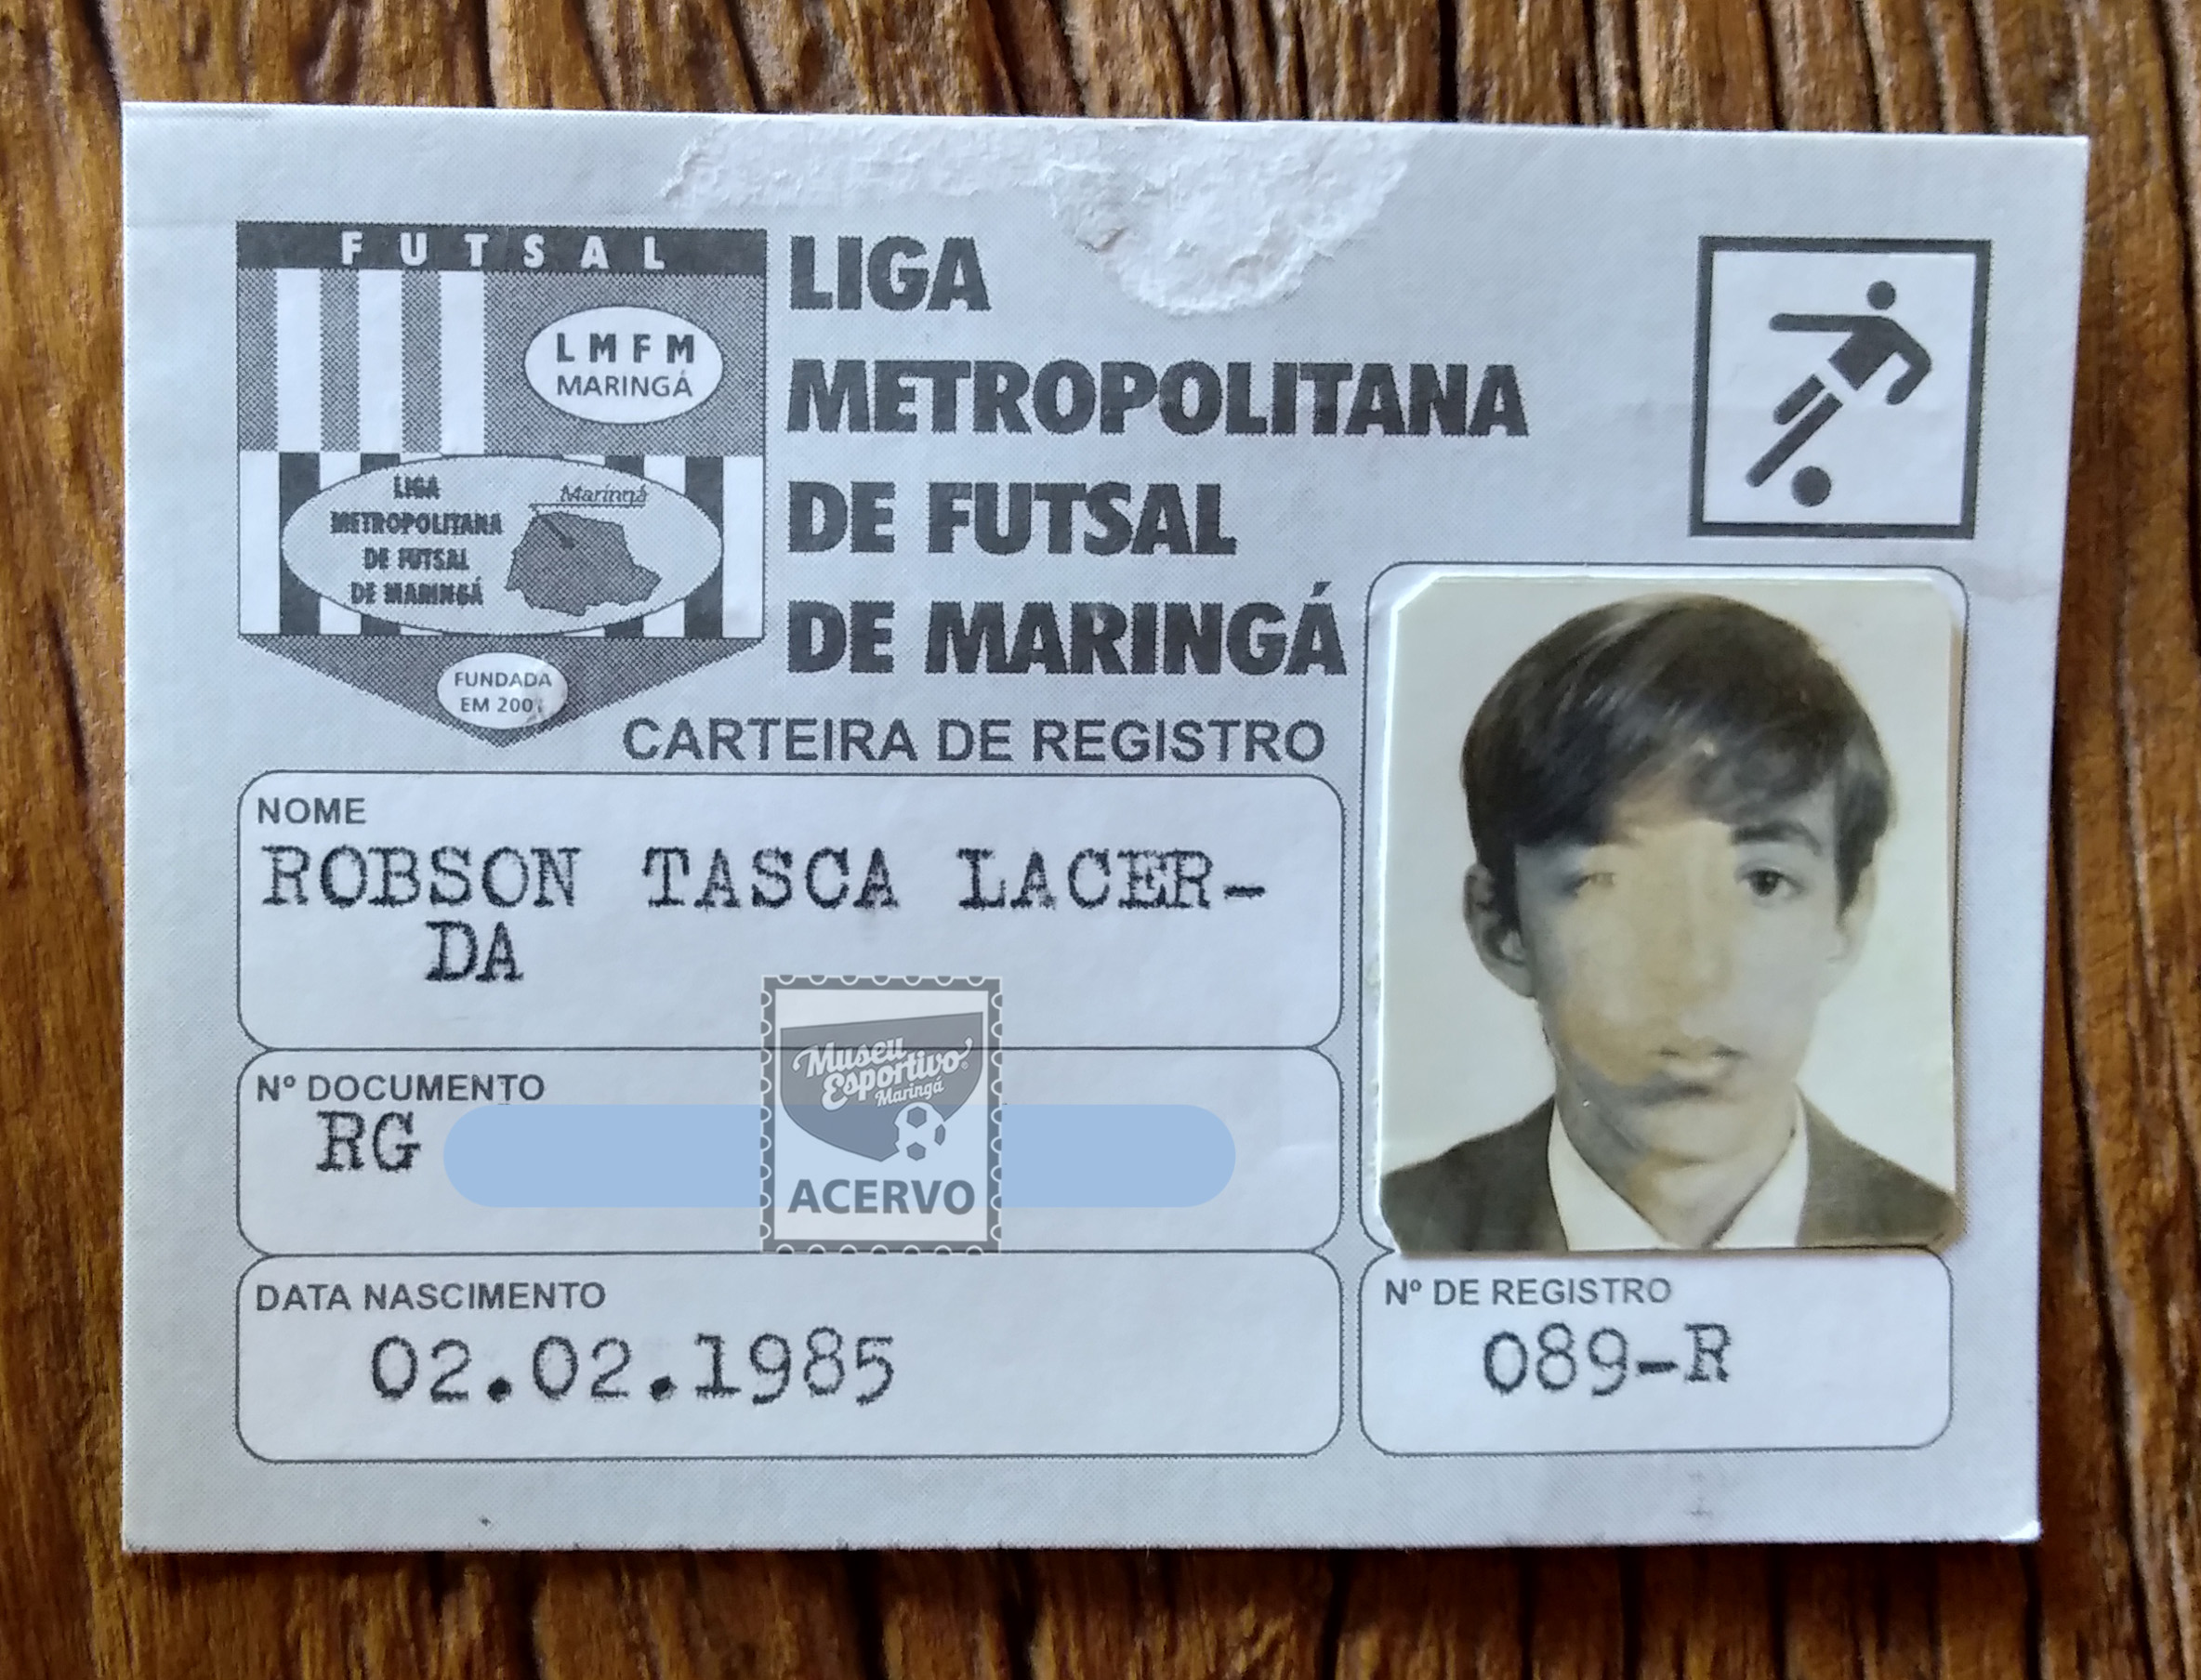 FUTSAL
LMFM
MARINGÁ
LIGA
METROPOLITANA
DE FUTSAL
DE MARINGÁ
Maringá
FUNDADA
EM 200
LIGA
METROPOLITANA
DE FUTSAL
DE MARINGÁ
CARTEIRA DE REGISTRO
NOME
ROBSON TASCA LACER-
DA
Nº DOCUMENTO
RG
Museu
Esportivo
Maringá
ACERVO
DATA NASCIMENTO
02.02.1985
Nº DE REGISTRO
089-R